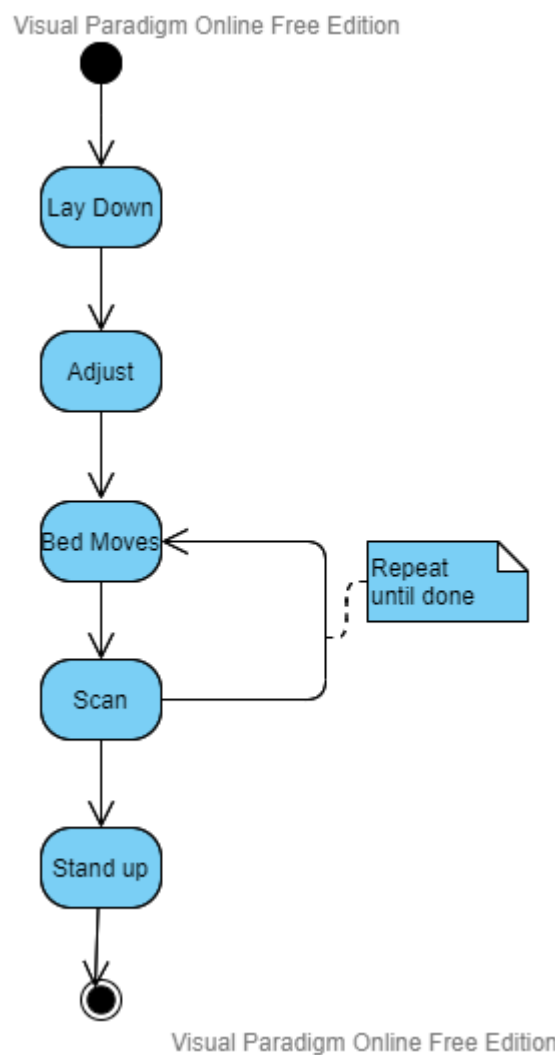 Visual Paradigm Online Free Edition
Lay Down
Adjust
Bed Moves
Repeat
until done
Scan
Stand up
Visual Paradigm Online Free Edition